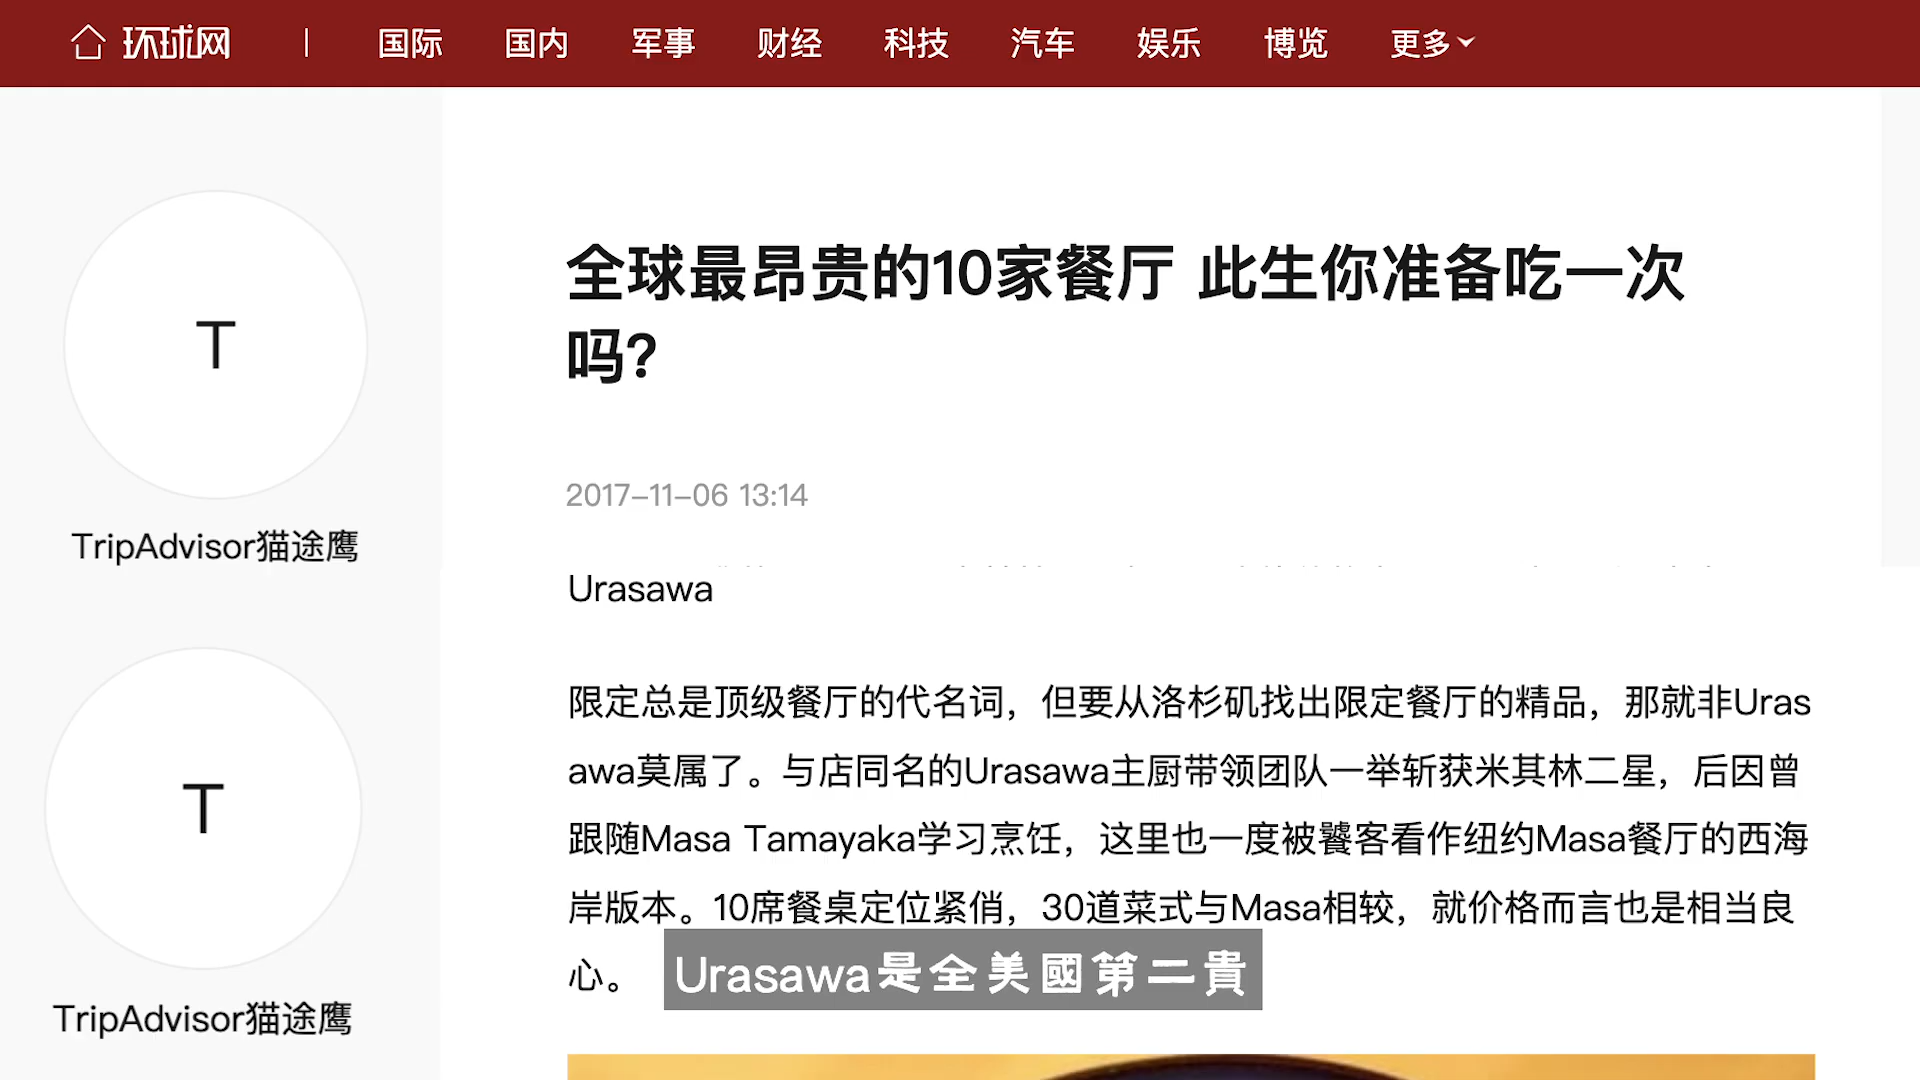 环球网 | 国际 国内 军事 财经 科技 汽车 娱乐 博览 更多
T
TripAdvisor猫途鹰
全球最昂贵的10家餐厅 此生你准备吃一次
吗?
2017-11-06 13:14
Urasawa
限定总是顶级餐厅的代名词，但要从洛杉矶找出限定餐厅的精品，那就非Uras
awa莫属了。与店同名的Urasawa主厨带领团队一举斩获米其林二星，后因曾
跟随Masa Tamayaka学习烹饪，这里也一度被饕客看作纽约Masa餐厅的西海
岸版本。10席餐桌定位紧俏，30道菜式与Masa相较，就价格而言也是相当良
心。
T
TripAdvisor猫途鹰
Urasawa是全美國第二貴